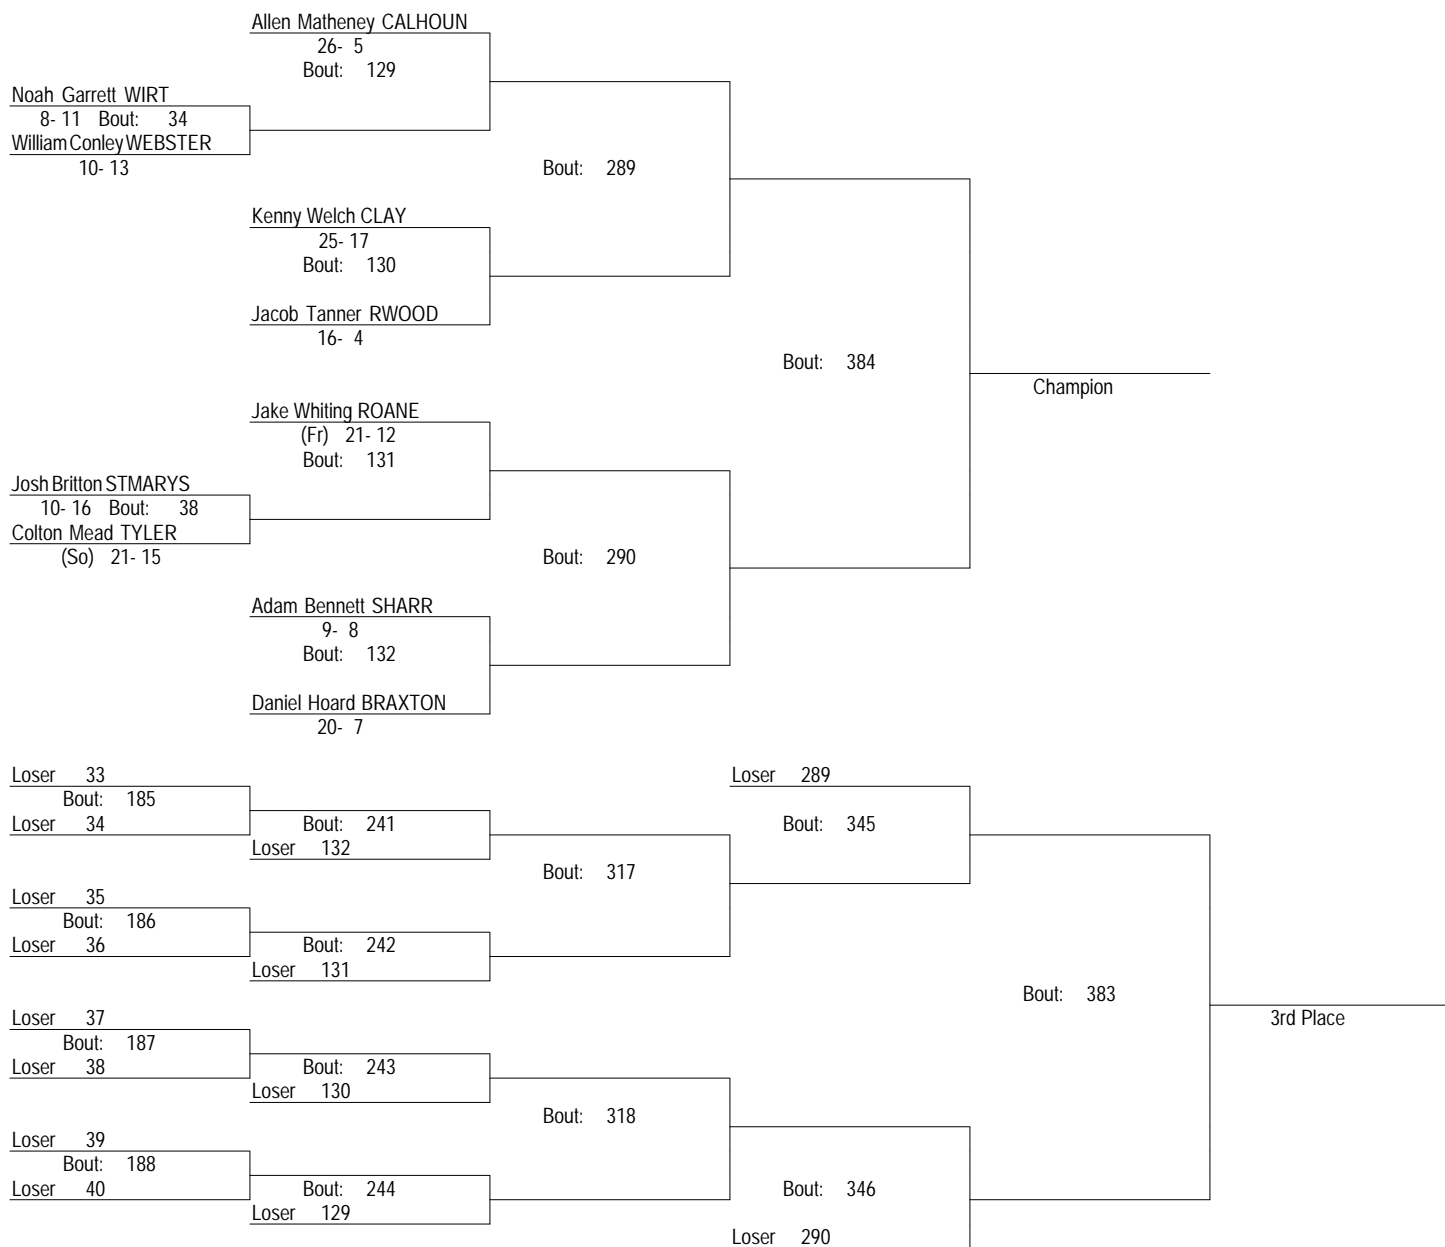 Allen Matheney CALHOUN
26- 5
Bout: 129
Noah Garrett WIRT
8- 11 Bout: 34
William Conley WEBSTER
10- 13
Bout: 289
Kenny Welch CLAY
25- 17
Bout: 130
Jacob Tanner RWOOD
16- 4
Bout: 384
Champion
Jake Whiting ROANE
(Fr) 21- 12
Bout: 131
Josh Britton STMARYS
10- 16 Bout: 38
Colton Mead TYLER
(So) 21- 15
Bout: 290
Adam Bennett SHARR
9- 8
Bout: 132
Daniel Hoard BRAXTON
20- 7
Loser 33
Bout: 185
Loser 34
Bout: 241
Loser 132
Bout: 317
Loser 289
Bout: 345
Loser 35
Bout: 186
Loser 36
Bout: 242
Loser 131
Bout: 383
3rd Place
Loser 37
Bout: 187
Loser 38
Bout: 243
Loser 130
Bout: 318
Loser 39
Bout: 188
Loser 40
Bout: 244
Loser 129
Bout: 346
Loser 290